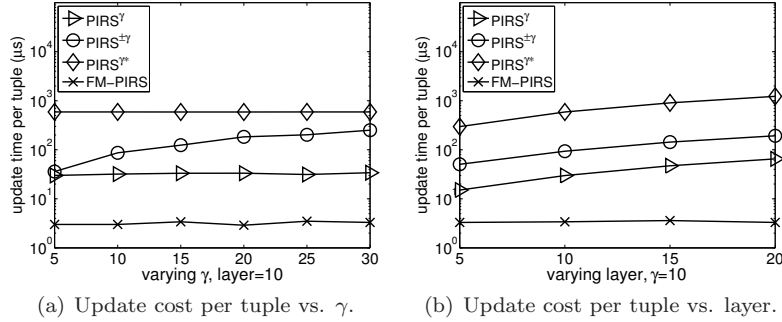 PIRS^γ
PIRS^±γ
PIRS^γ*
FM−PIRS
update time per tuple (μs)
10^4
10^3
10^2
10^1
10^0
5 10 15 20 25 30
varying γ, layer=10
(a) Update cost per tuple vs. γ.
PIRS^γ
PIRS^±γ
PIRS^γ*
FM−PIRS
update time per tuple (μs)
10^4
10^3
10^2
10^1
10^0
5 10 15 20
varying layer, γ=10
(b) Update cost per tuple vs. layer.